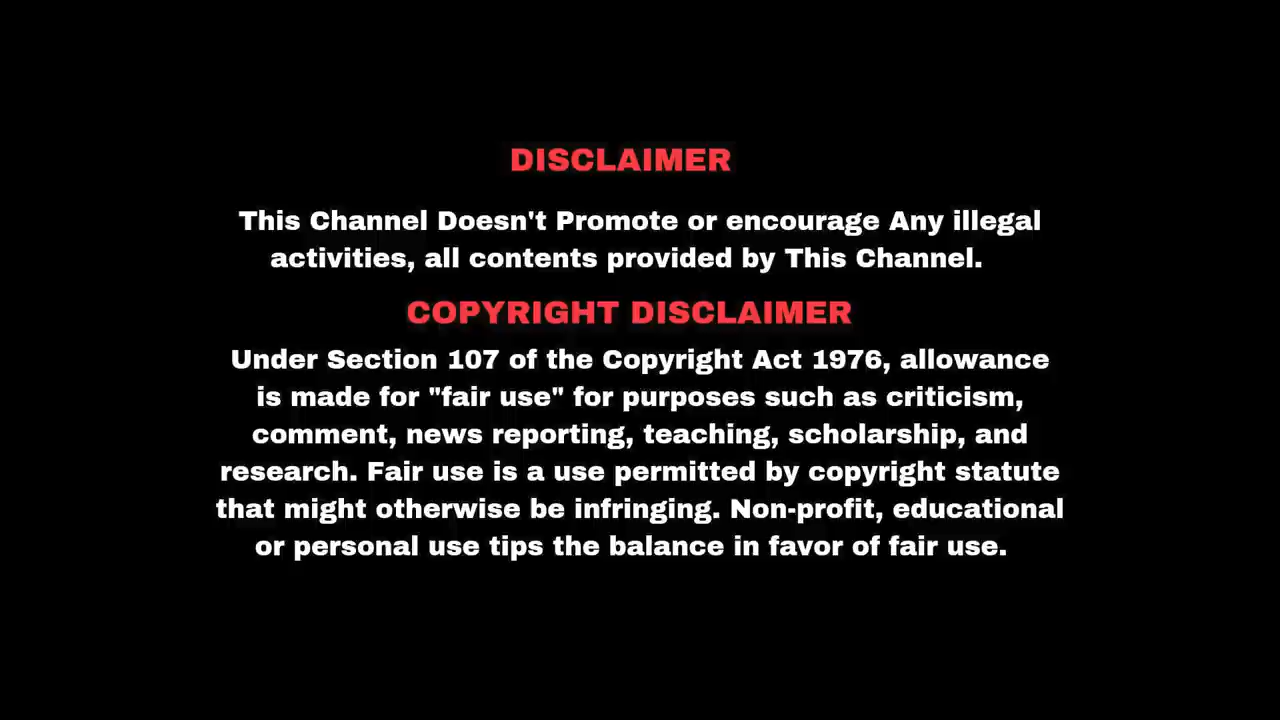 DISCLAIMER
This Channel Doesn't Promote or encourage Any illegal
activities, all contents provided by This Channel.
COPYRIGHT DISCLAIMER
Under Section 107 of the Copyright Act 1976, allowance
is made for "fair use" for purposes such as criticism,
comment, news reporting, teaching, scholarship, and
research. Fair use is a use permitted by copyright statute
that might otherwise be infringing. Non-profit, educational
or personal use tips the balance in favor of fair use.